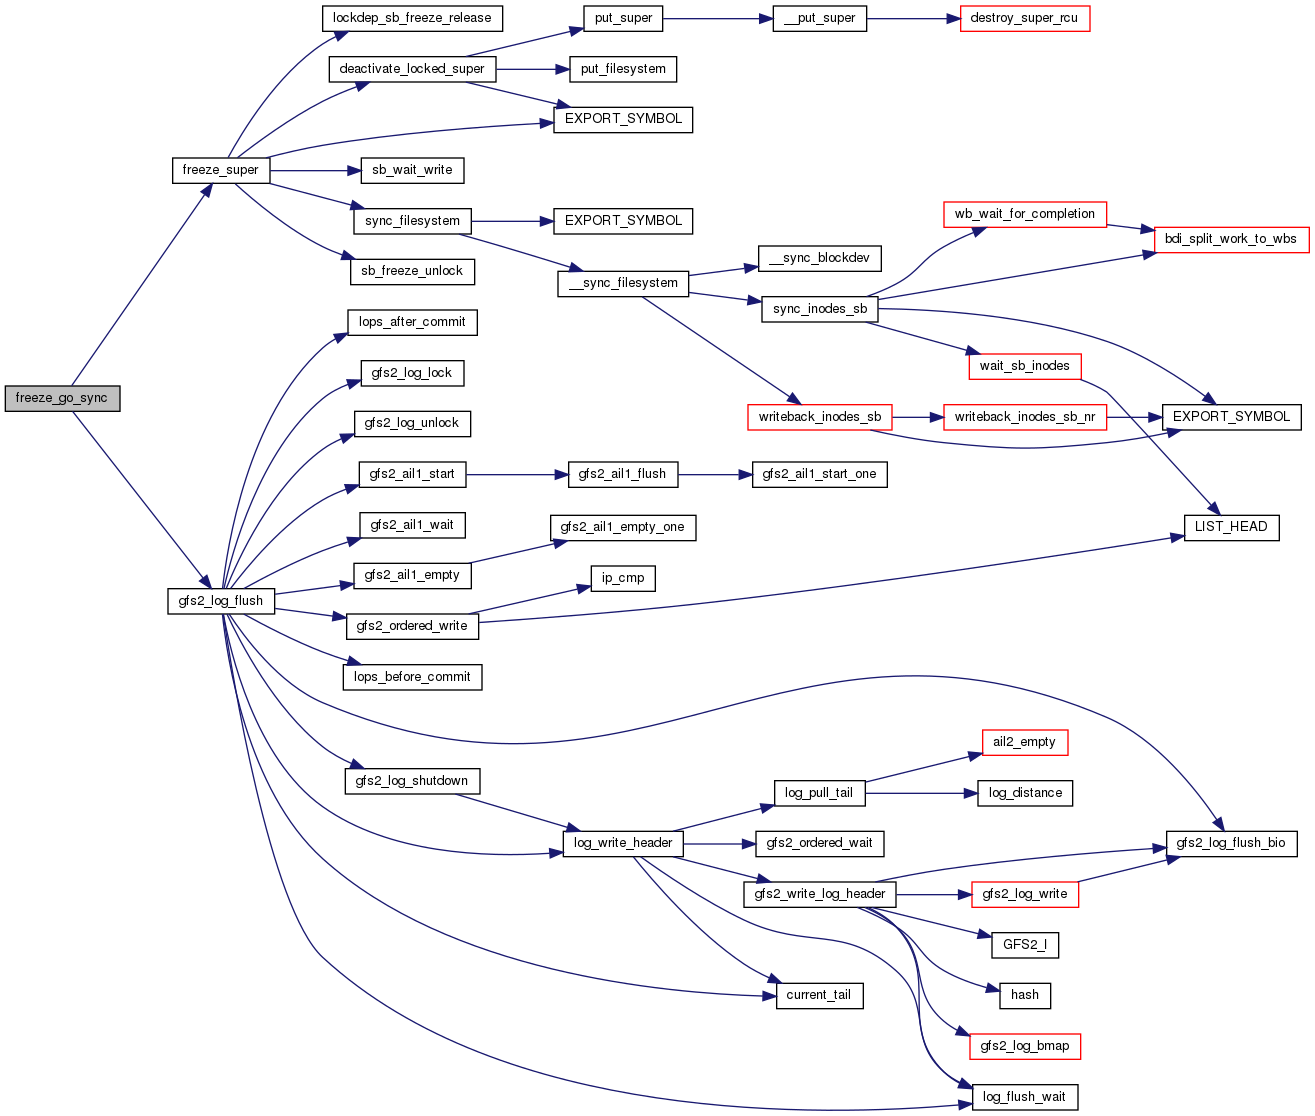 lockdep_sb_freeze_release
put_super
__put_super
destroy_super_rcu
deactivate_locked_super
put_filesystem
EXPORT_SYMBOL
freeze_super
sb_wait_write
sync_filesystem
EXPORT_SYMBOL
wb_wait_for_completion
bdi_split_work_to_wbs
sb_freeze_unlock
__sync_blockdev
__sync_filesystem
sync_inodes_sb
lops_after_commit
gfs2_log_lock
wait_sb_inodes
freeze_go_sync
gfs2_log_unlock
writeback_inodes_sb
writeback_inodes_sb_nr
EXPORT_SYMBOL
gfs2_ail1_start
gfs2_ail1_flush
gfs2_ail1_start_one
gfs2_ail1_wait
gfs2_ail1_empty_one
LIST_HEAD
gfs2_ail1_empty
ip_cmp
gfs2_log_flush
gfs2_ordered_write
lops_before_commit
ail2_empty
gfs2_log_shutdown
log_pull_tail
log_distance
log_write_header
gfs2_ordered_wait
gfs2_log_flush_bio
gfs2_write_log_header
gfs2_log_write
GFS2_I
current_tail
hash
gfs2_log_bmap
log_flush_wait